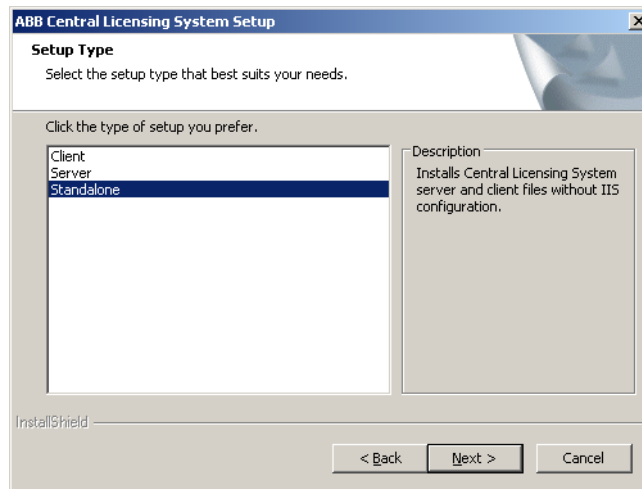 ABB Central Licensing System Setup
Setup Type
Select the setup type that best suits your needs.
Click the type of setup you prefer.
Client
Server
Standalone
Description
Installs Central Licensing System
server and client files without IIS
configuration.
InstallShield
< Back
Next >
Cancel